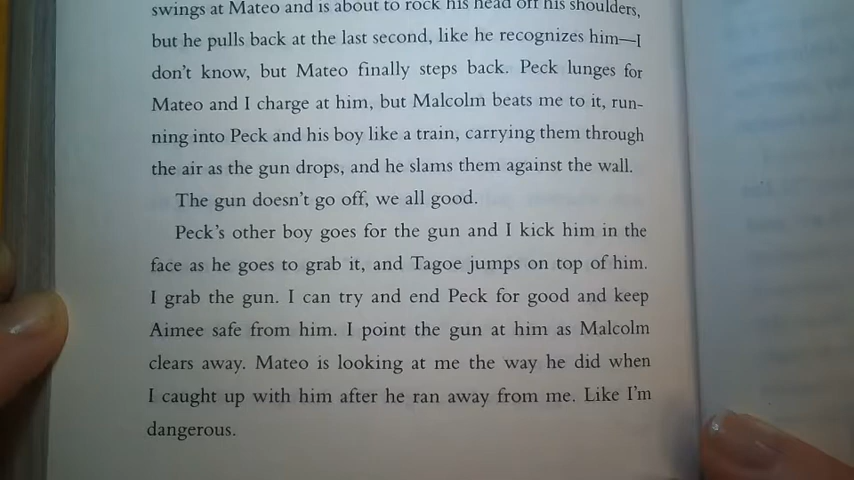 swings at Mateo and is about to rock his head off his shoulders,
but he pulls back at the last second, like he recognizes him—I
don't know, but Mateo finally steps back. Peck lunges for
Mateo and I charge at him, but Malcolm beats me to it, run-
ning into Peck and his boy like a train, carrying them through
the air as the gun drops, and he slams them against the wall.
The gun doesn't go off, we all good.
Peck's other boy goes for the gun and I kick him in the
face as he goes to grab it, and Tagoe jumps on top of him.
I grab the gun. I can try and end Peck for good and keep
Aimee safe from him. I point the gun at him as Malcolm
clears away. Mateo is looking at me the way he did when
I caught up with him after he ran away from me. Like I'm
dangerous.